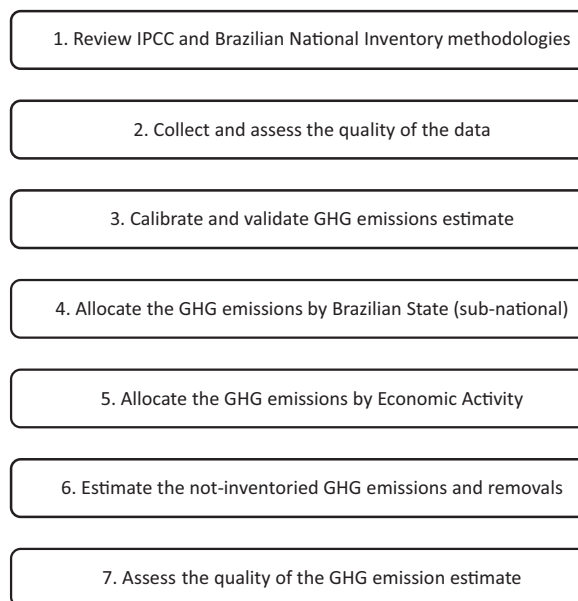 1. Review IPCC and Brazilian National Inventory methodologies
2. Collect and assess the quality of the data
3. Calibrate and validate GHG emissions estimate
4. Allocate the GHG emissions by Brazilian State (sub-national)
5. Allocate the GHG emissions by Economic Activity
6. Estimate the not-inventoried GHG emissions and removals
7. Assess the quality of the GHG emission estimate